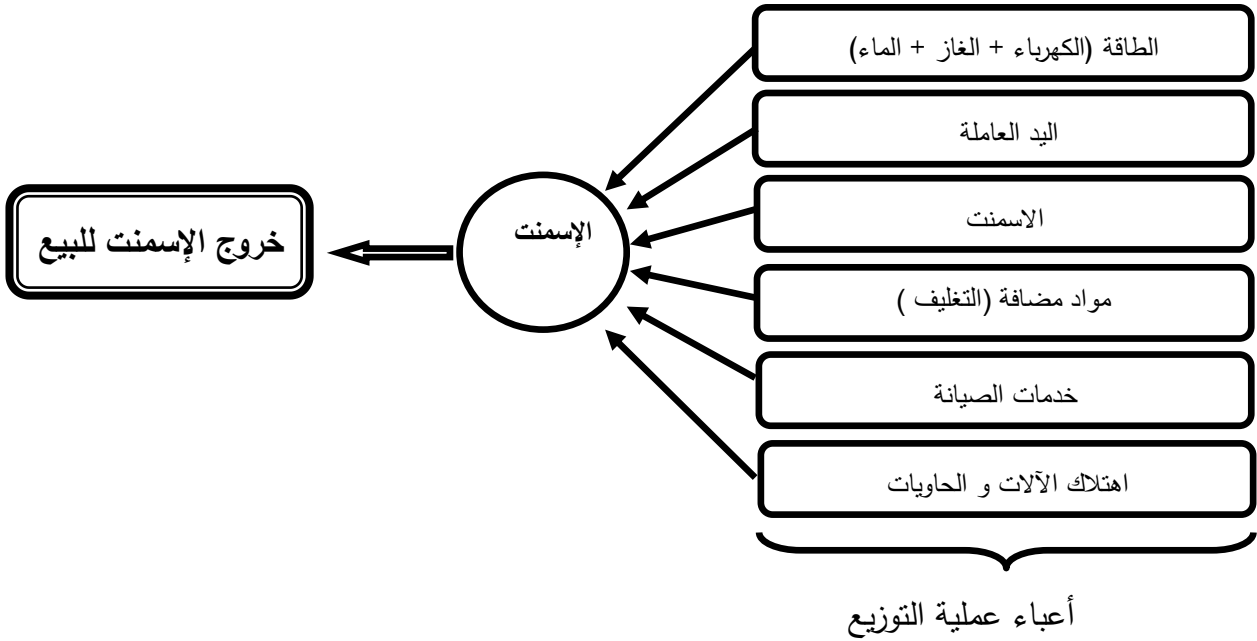 الطاقة (الكهرباء + الغاز + الماء)
اليد العاملة
الاسمنت
مواد مضافة (التغليف )
خدمات الصيانة
اهتلاك الآلات و الحاويات
الإسمنت
خروج الإسمنت للبيع
أعباء عملية التوزيع